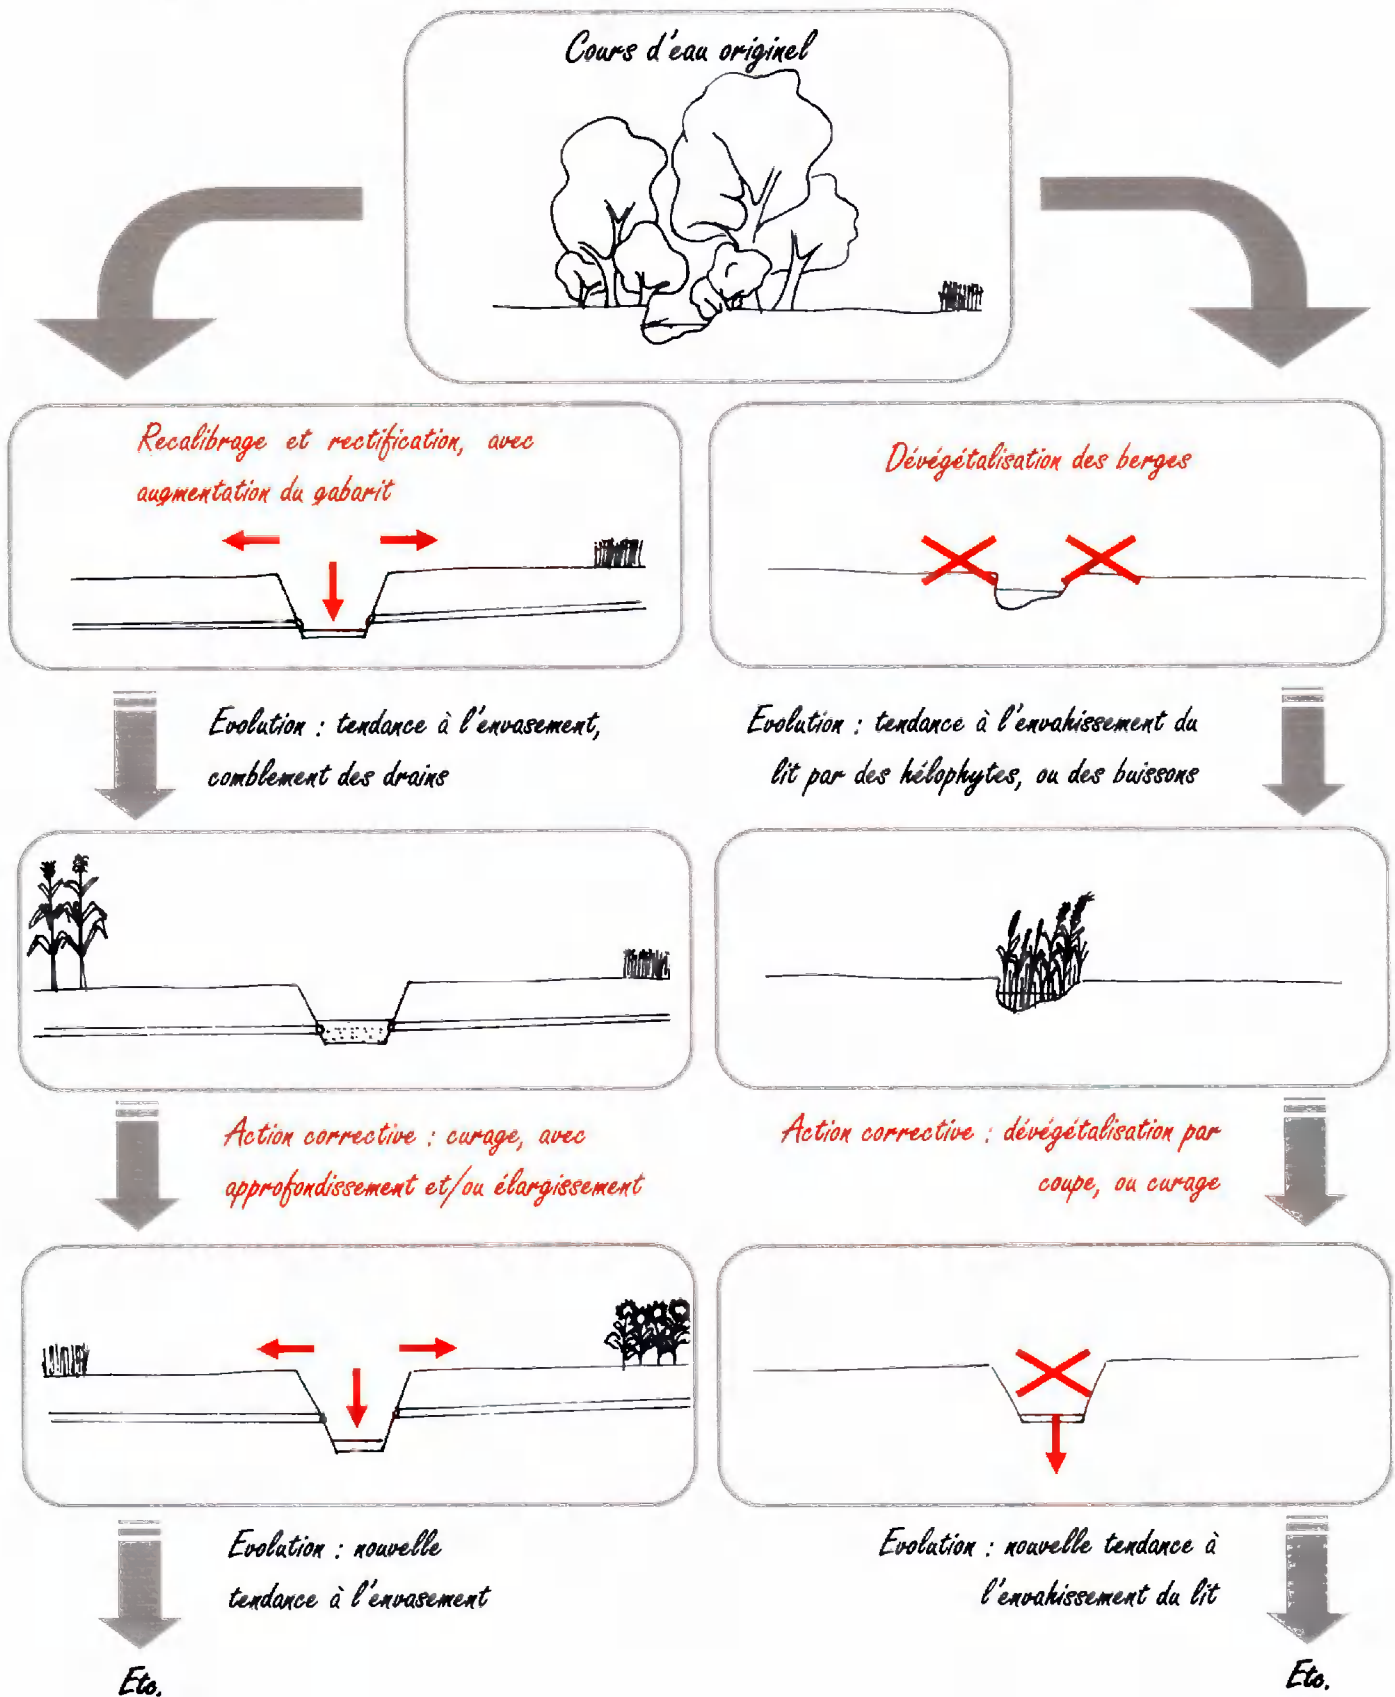 Cours d'eau originel
Recalibrage et rectification, avec
augmentation du gabarit
Dévégétalisation des berges
Evolution : tendance à l'envasement,
comblement des drains
Evolution : tendance à l'envahissement du
lit par des hélophytes, ou des buissons
Action corrective : curage, avec
approfondissement et/ou élargissement
Action corrective : dévégétalisation par
coupe, ou curage
Evolution : nouvelle
tendance à l'envasement
Evolution : nouvelle tendance à
l'envahissement du lit
Etc.
Etc.